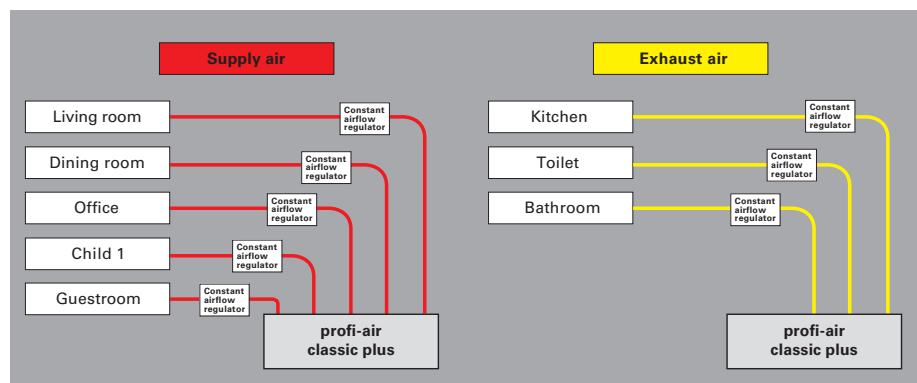 Supply air
Exhaust air
Living room
Constant
airflow
regulator
Kitchen
Constant
airflow
regulator
Dining room
Constant
airflow
regulator
Toilet
Constant
airflow
regulator
Office
Constant
airflow
regulator
Bathroom
Constant
airflow
regulator
Child 1
Constant
airflow
regulator
Guestroom
Constant
airflow
regulator
profi-air
classic plus
profi-air
classic plus